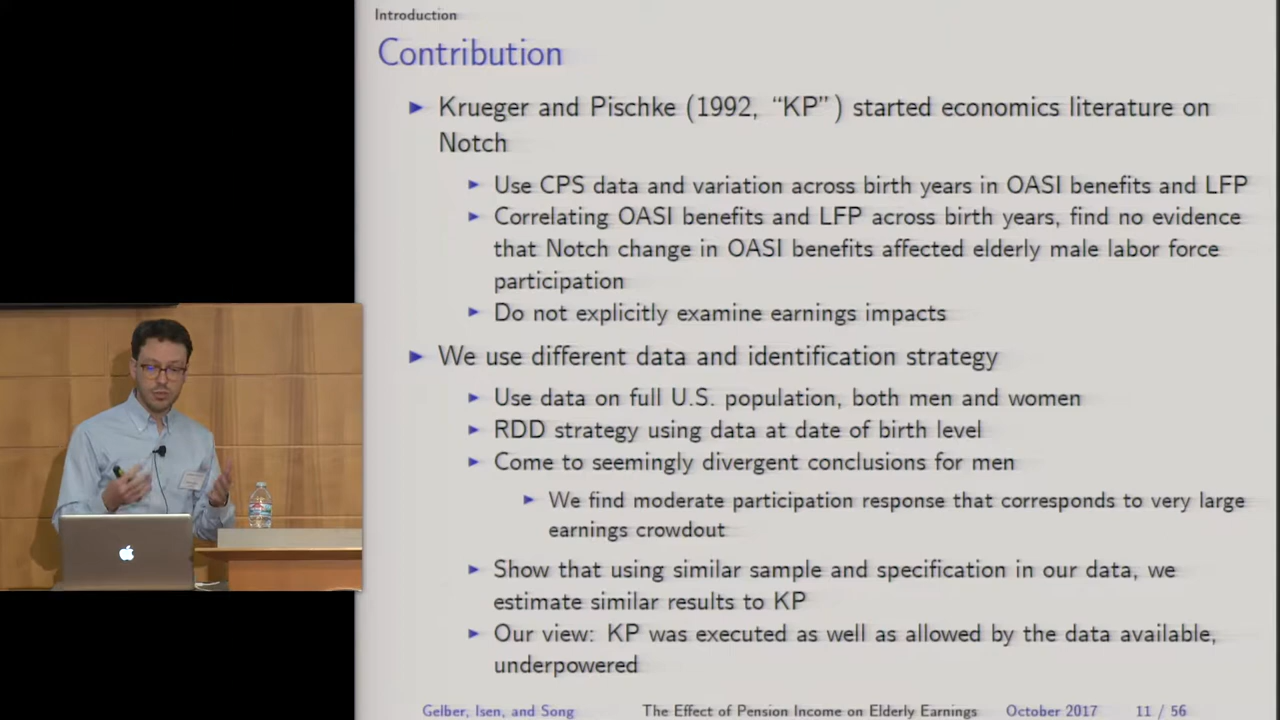 Introduction
Contribution
Krueger and Pischke (1992, “KP”) started economics literature on
Notch
Use CPS data and variation across birth years in OASI benefits and LFP
Correlating OASI benefits and LFP across birth years, find no evidence
that Notch change in OASI benefits affected elderly male labor force
participation
Do not explicitly examine earnings impacts
We use different data and identification strategy
Use data on full U.S. population, both men and women
RDD strategy using data at date of birth level
Come to seemingly divergent conclusions for men
We find moderate participation response that corresponds to very large
earnings crowdout
Show that using similar sample and specification in our data, we
estimate similar results to KP
Our view: KP was executed as well as allowed by the data available,
underpowered
Gelber, Isen, and Song The Effect of Pension Income on Elderly Earnings October 2017 11 / 56